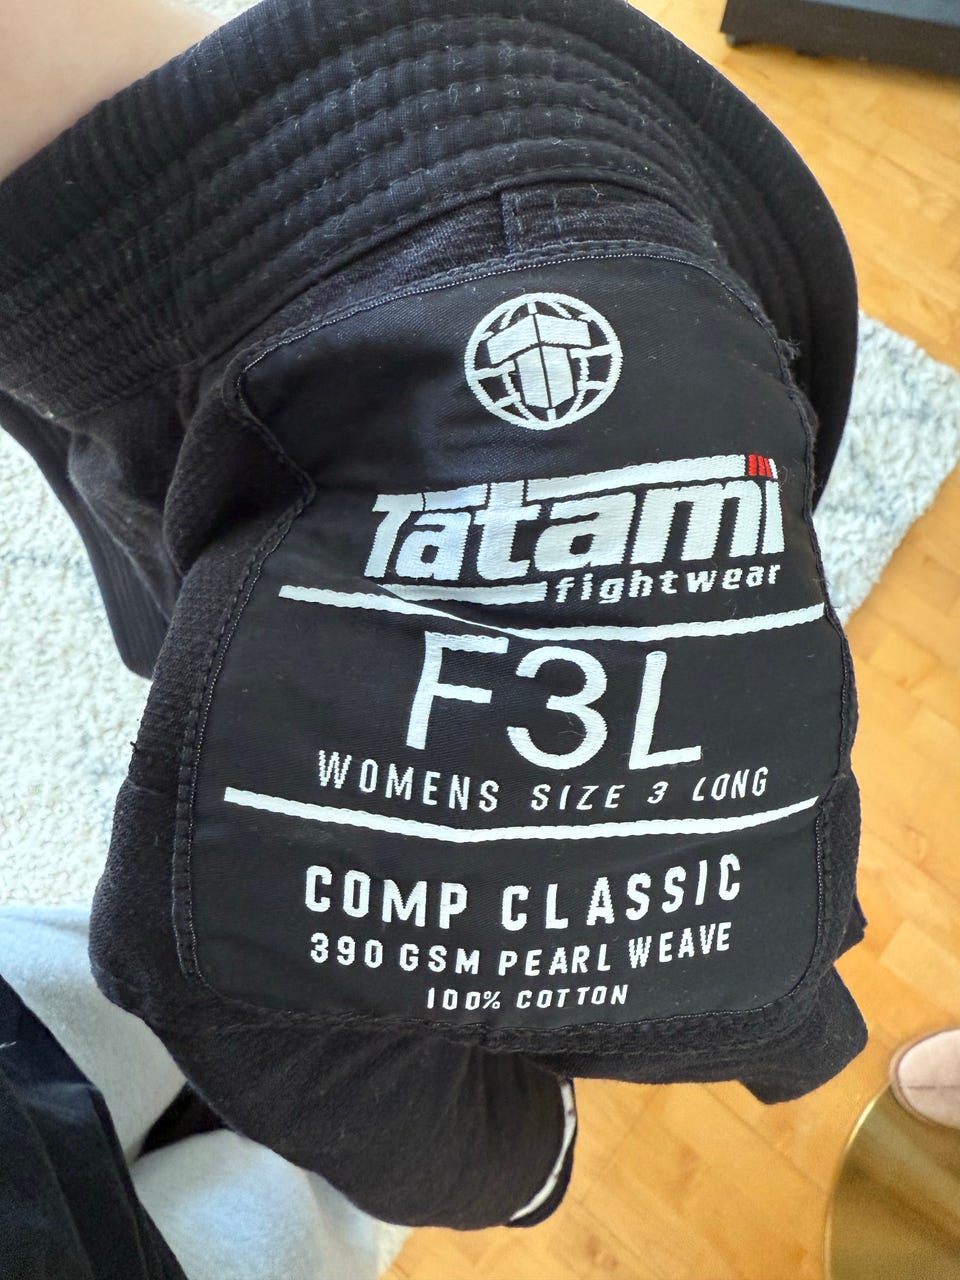 Tatami
fightwear
F3L
WOMENS SIZE 3 LONG
COMP CLASSIC
390 GSM PEARL WEAVE
100% COTTON